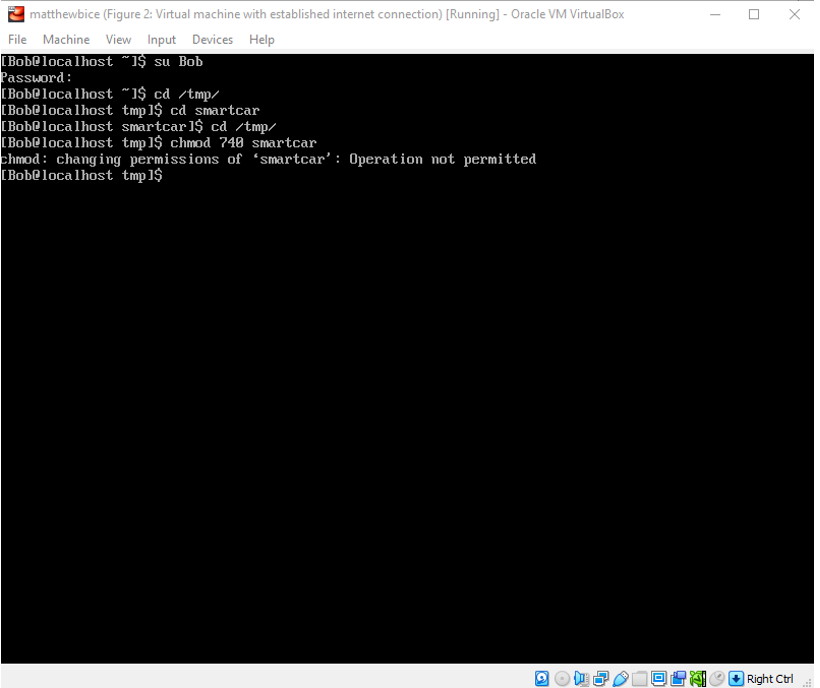 matthewbice (Figure 2: Virtual machine with established internet connection) [Running] - Oracle VM VirtualBox
File Machine View Input Devices Help
[Bob@localhost ~]$ su Bob
Password:
[Bob@localhost ~]$ cd /tmp/
[Bob@localhost tmp]$ cd smartcar
[Bob@localhost smartcar]$ cd /tmp/
[Bob@localhost tmp]$ chmod 740 smartcar
chmod: changing permissions of ‘smartcar’: Operation not permitted
[Bob@localhost tmp]$
Right Ctrl